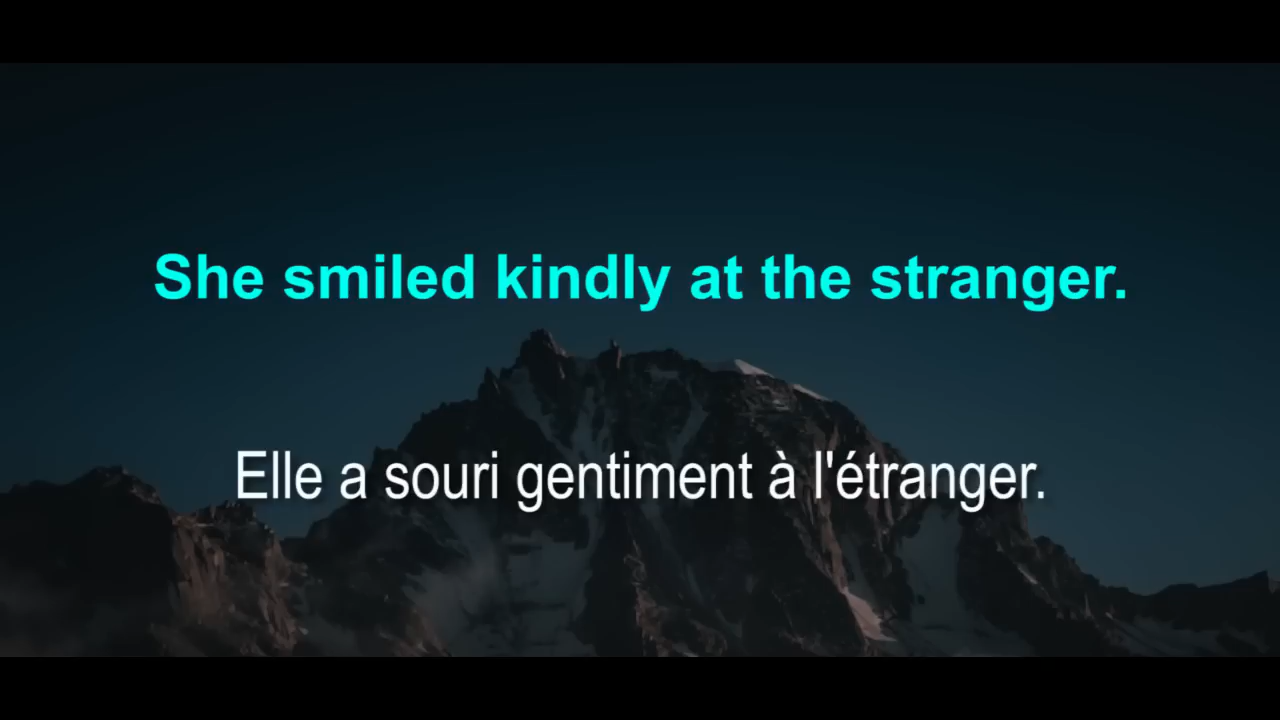 She smiled kindly at the stranger.
Elle a souri gentiment à l'étranger.